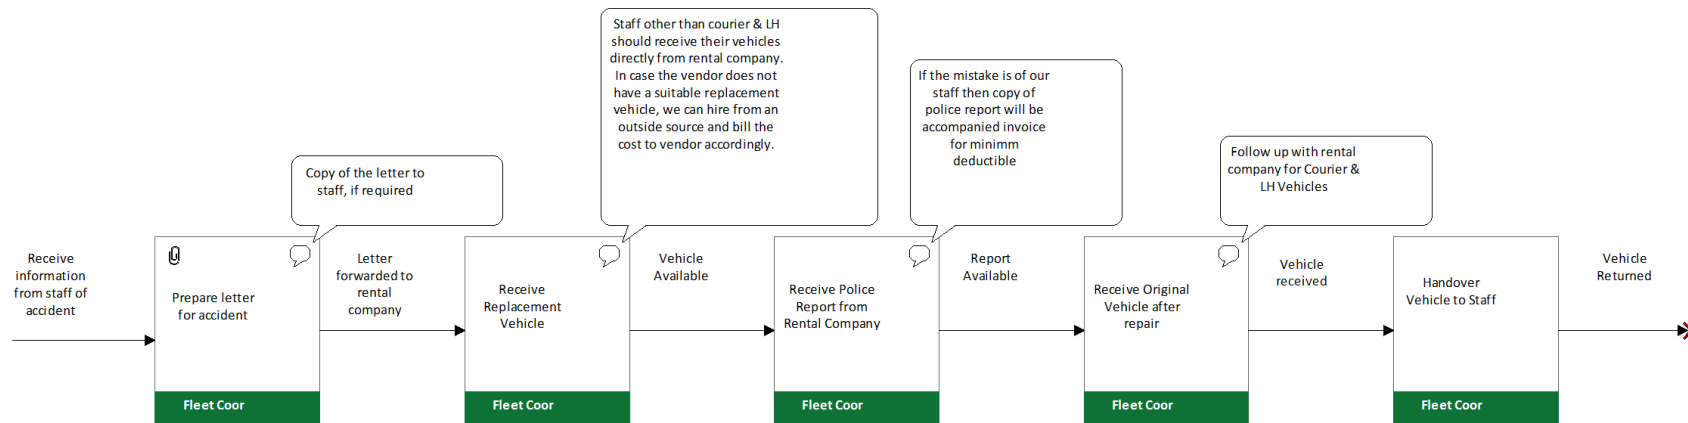 Staff other than courier & LH
should receive their vehicles
directly from rental company.
In case the vendor does not
have a suitable replacement
vehicle, we can hire from an
outside source and bill the
cost to vendor accordingly.
If the mistake is of our
staff then copy of
police report will be
accompanied invoice
for minimm
deductible
Copy of the letter to
staff, if required
Follow up with rental
company for Courier &
LH Vehicles
Receive
information
from staff of
accident
Prepare letter
for accident
Fleet Coor
Letter
forwarded to
rental
company
Receive
Replacement
Vehicle
Fleet Coor
Vehicle
Available
Receive Police
Report from
Rental Company
Fleet Coor
Report
Available
Receive Original
Vehicle after
repair
Fleet Coor
Vehicle
received
Handover
Vehicle to Staff
Fleet Coor
Vehicle
Returned